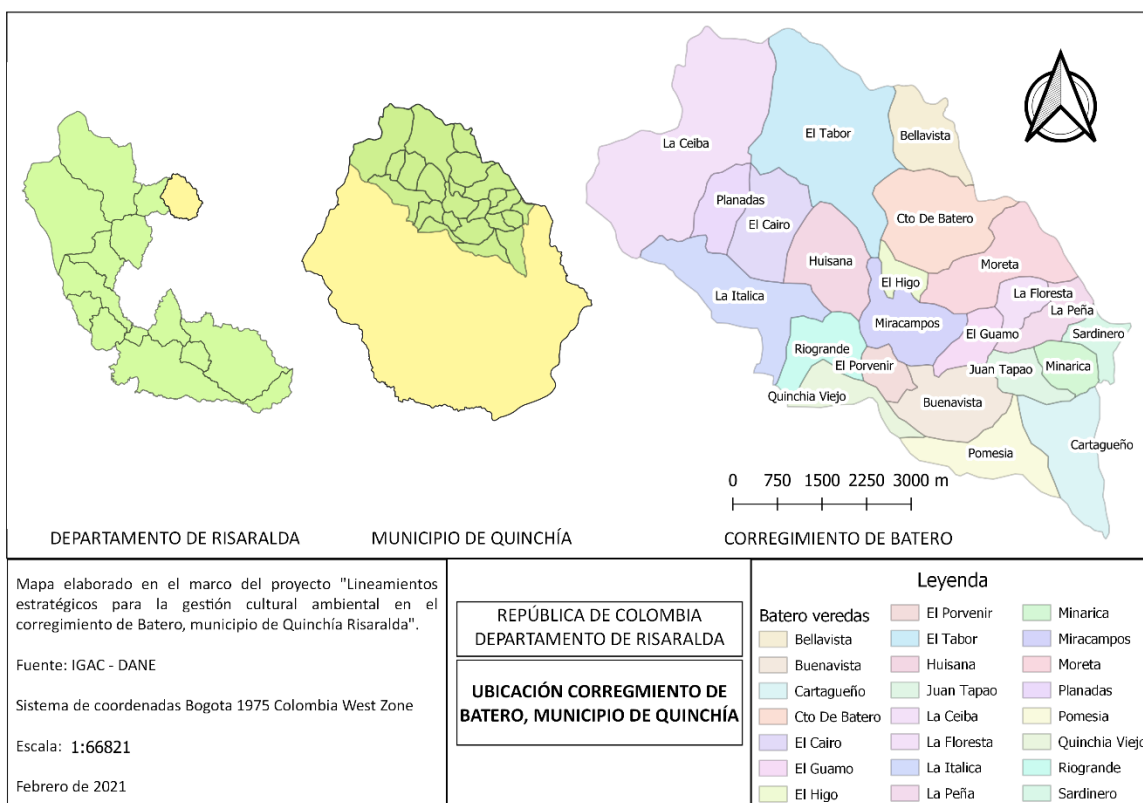 La Ceiba
El Tabor
Bellavista
Planadas
El Cairo
Cto De Batero
Huisana
Moreta
El Higo
La Italica
La Floresta
La Peña
Miracampos
El Guamo
Sardinero
Riogrande
El Porvenir
Juan Tapao
Minarica
Quinchia Viejo
Buenavista
Cartagueño
Pomesia
0 750 1500 2250 3000 m
DEPARTAMENTO DE RISARALDA
MUNICIPIO DE QUINCHÍA
CORREGIMIENTO DE BATERO
Mapa elaborado en el marco del proyecto "Lineamientos
estratégicos para la gestión cultural ambiental en el
corregimiento de Batero, municipio de Quinchía Risaralda".
Fuente: IGAC - DANE
Sistema de coordenadas Bogota 1975 Colombia West Zone
Escala: 1:66821
Febrero de 2021
REPÚBLICA DE COLOMBIA
DEPARTAMENTO DE RISARALDA
UBICACIÓN CORREGMIENTO DE
BATERO, MUNICIPIO DE QUINCHÍA
Leyenda
Batero veredas
Bellavista
Buenavista
Cartagueño
Cto De Batero
El Cairo
El Guamo
El Higo
El Porvenir
El Tabor
Huisana
Juan Tapao
La Ceiba
La Floresta
La Italica
La Peña
Minarica
Miracampos
Moreta
Planadas
Pomesia
Quinchia Viejo
Riogrande
Sardinero